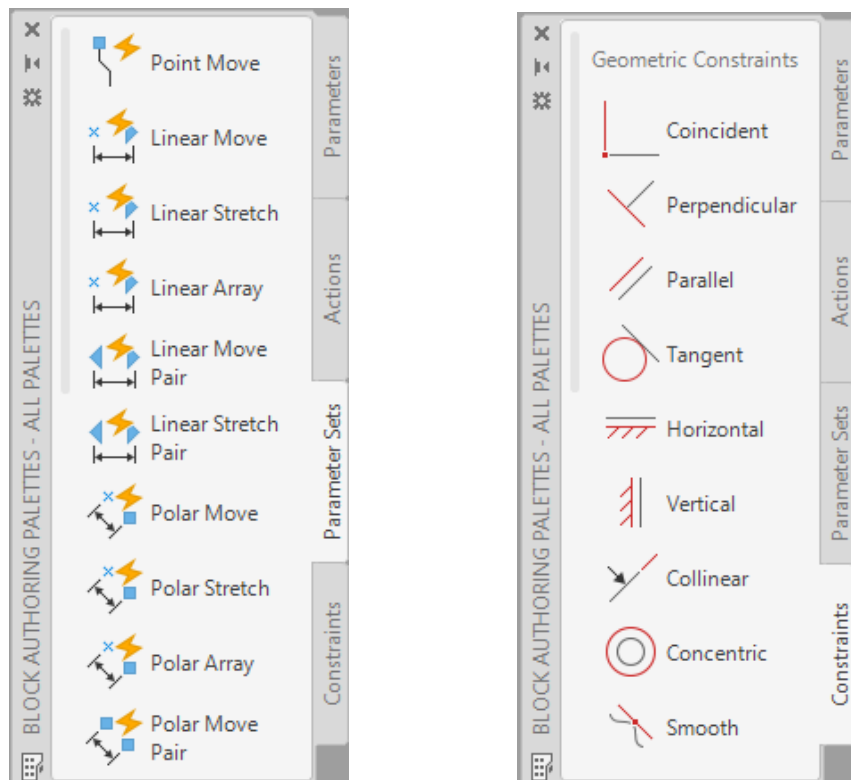 Point Move
Linear Move
Linear Stretch
Linear Array
Linear Move
Pair
Linear Stretch
Pair
Polar Move
Polar Stretch
Polar Array
Polar Move
Pair
Parameters
Actions
Parameter Sets
Constraints
BLOCK AUTHORING PALETTES - ALL PALETTES
Geometric Constraints
Coincident
Perpendicular
Parallel
Tangent
Horizontal
Vertical
Collinear
Concentric
Smooth
Parameters
Actions
Parameter Sets
Constraints
BLOCK AUTHORING PALETTES - ALL PALETTES